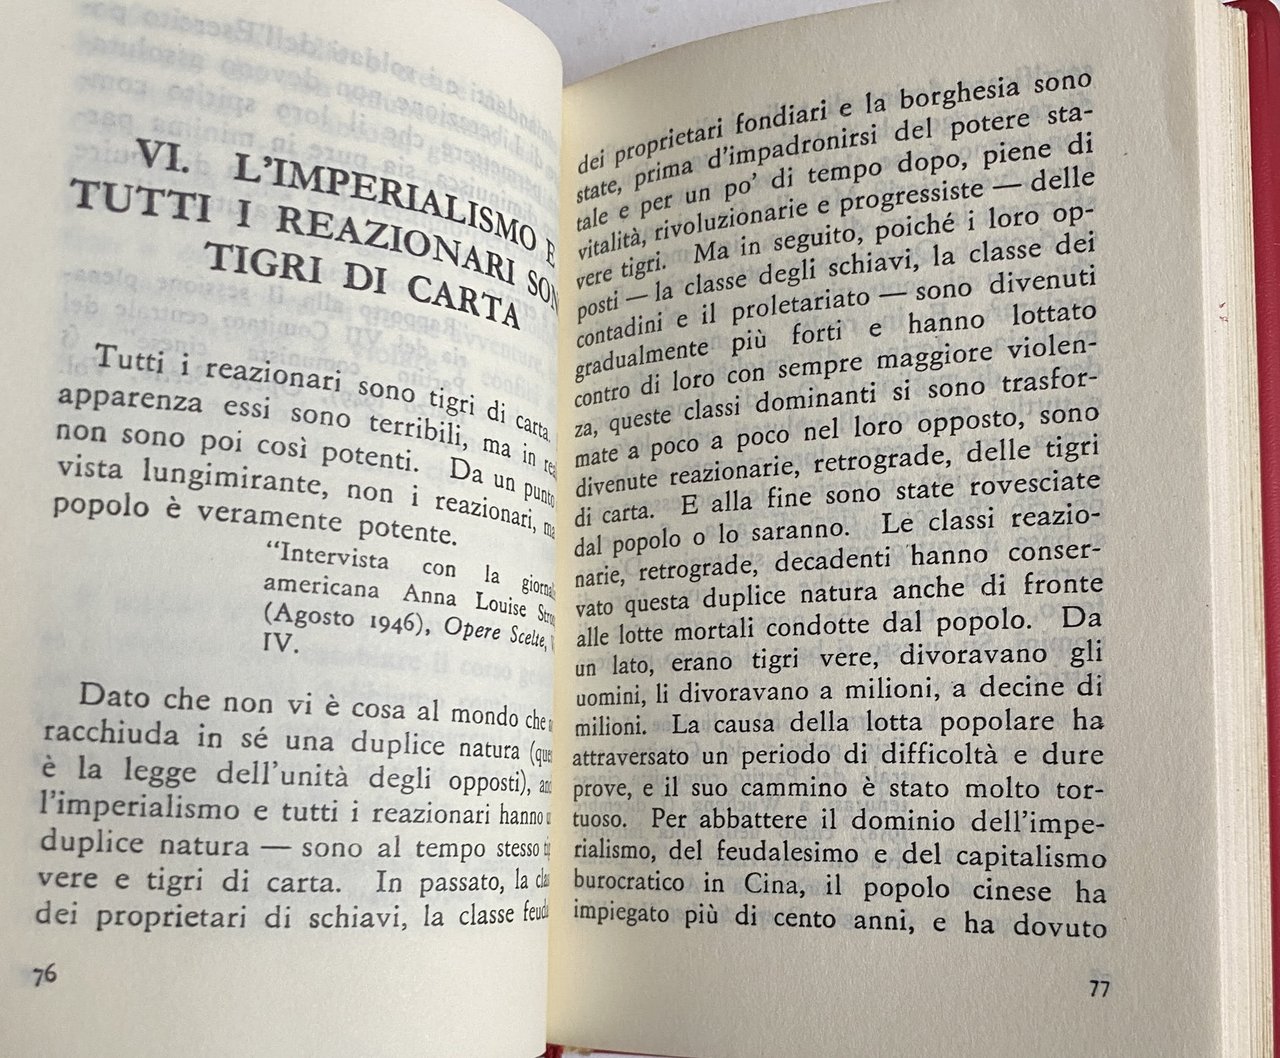 VI. L'IMPERIALISMO E
TUTTI I REAZIONARI SON
TIGRI DI CARTA
Tutti i reazionari sono tigri di carta.
apparenza essi sono terribili, ma in
non sono poi così potenti. Da un punto
vista lungimirante, non i reazionari,
popolo è veramente potente.
"Intervista con la
americana Anna Louise
(Agosto 1946), Opere Scelte,
IV.
Dato che non vi è cosa al mondo che
racchiuda in sé una duplice natura
è la legge dell'unità degli opposti),
l'imperialismo e tutti i reazionari hanno
duplice natura — sono al tempo stesso
vere e tigri di carta. In passato, la
dei proprietari di schiavi, la classe
76
dei proprietari fondiari e la borghesia sono
state, prima d'impadronirsi del potere sta-
tale e per un po' di tempo dopo, piene di
vitalità, rivoluzionarie e progressiste — delle
vere tigri. Ma in seguito, poiché i loro op-
posti — la classe degli schiavi, la classe dei
contadini e il proletariato — sono divenuti
gradualmente più forti e hanno lottato
contro di loro con sempre maggiore violen-
za, queste classi dominanti si sono trasfor-
mate a poco a poco nel loro opposto, sono
divenute reazionarie, retrograde, delle tigri
di carta. E alla fine sono state rovesciate
dal popolo o lo saranno. Le classi reazio-
narie, retrograde, decadenti hanno conser-
vato questa duplice natura anche di fronte
alle lotte mortali condotte dal popolo. Da
un lato, erano tigri vere, divoravano gli
uomini, li divoravano a milioni, a decine di
milioni. La causa della lotta popolare ha
attraversato un periodo di difficoltà e dure
prove, e il suo cammino è stato molto tor-
tuoso. Per abbattere il dominio dell'impe-
rialismo, del feudalesimo e del capitalismo
burocratico in Cina, il popolo cinese ha
impiegato più di cento anni, e ha dovuto
77